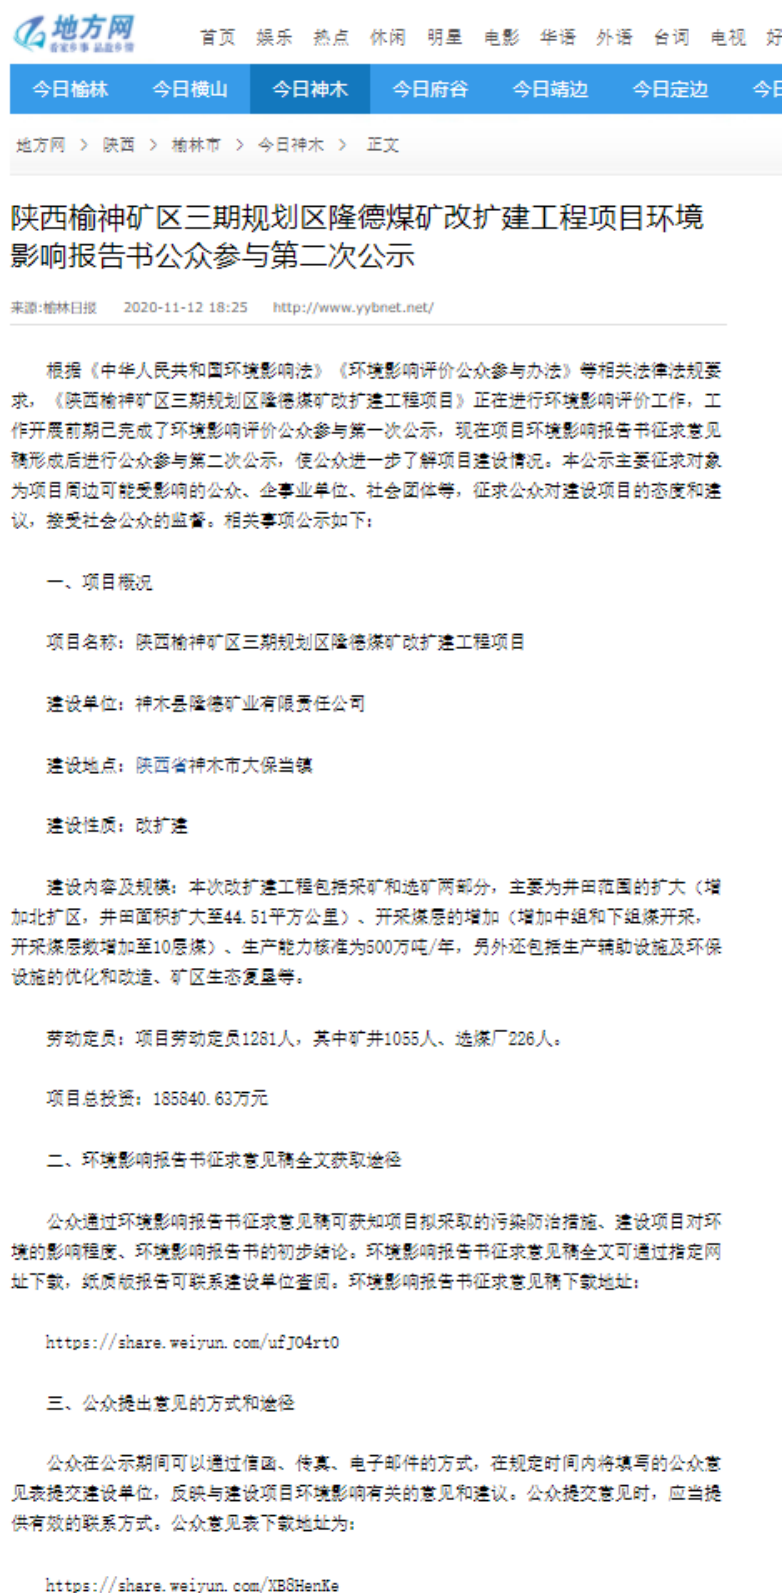 地方网
看家乡事 品故乡情
首页 娱乐 热点 休闲 明星 电影 华语 外语 台词 电视 好
今日榆林 今日横山 今日神木 今日府谷 今日靖边 今日定边 今日
地方网 > 陕西 > 榆林市 > 今日神木 > 正文
陕西榆神矿区三期规划区隆德煤矿改扩建工程项目环境
影响报告书公众参与第二次公示
来源:榆林日报 2020-11-12 18:25 http://www.yybnet.net/
根据《中华人民共和国环境影响法》《环境影响评价公众参与办法》等相关法律法规要
求，《陕西榆神矿区三期规划区隆德煤矿改扩建工程项目》正在进行环境影响评价工作，工
作开展前期已完成了环境影响评价公众参与第一次公示，现在项目环境影响报告书征求意见
稿形成后进行公众参与第二次公示，使公众进一步了解项目建设情况。本公示主要征求对象
为项目周边可能受影响的公众、企事业单位、社会团体等，征求公众对建设项目的态度和建
议，接受社会公众的监督。相关事项公示如下：
一、项目概况
项目名称：陕西榆神矿区三期规划区隆德煤矿改扩建工程项目
建设单位：神木县隆德矿业有限责任公司
建设地点：陕西省神木市大保当镇
建设性质：改扩建
建设内容及规模：本次改扩建工程包括采矿和选矿两部分，主要为井田范围的扩大（增
加北扩区，井田面积扩大至44.51平方公里）、开采煤层的增加（增加中组和下组煤开采，
开采煤层数增加至10层煤）、生产能力核准为500万吨/年，另外还包括生产辅助设施及环保
设施的优化和改造、矿区生态复垦等。
劳动定员：项目劳动定员1281人，其中矿井1055人、选煤厂226人。
项目总投资：185840.63万元
二、环境影响报告书征求意见稿全文获取途径
公众通过环境影响报告书征求意见稿可获知项目拟采取的污染防治措施、建设项目对环
境的影响程度、环境影响报告书的初步结论。环境影响报告书征求意见稿全文可通过指定网
址下载，纸质版报告可联系建设单位查阅。环境影响报告书征求意见稿下载地址：
https://share.weiyun.com/ufJO4rt0
三、公众提出意见的方式和途径
公众在公示期间可以通过信函、传真、电子邮件的方式，在规定时间内将填写的公众意
见表提交建设单位，反映与建设项目环境影响有关的意见和建议。公众提交意见时，应当提
供有效的联系方式。公众意见表下载地址为：
https://share.weiyun.com/XB8HenKe